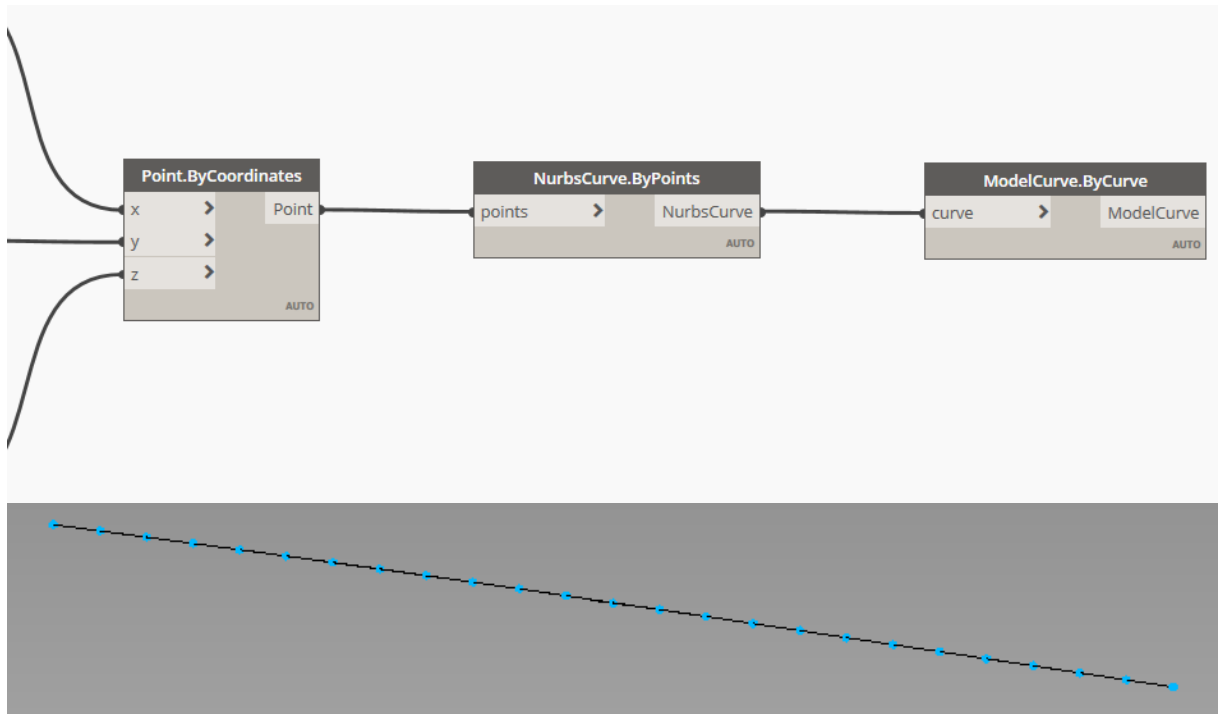 Point.ByCoordinates
x > Point
y >
z >
AUTO
NurbsCurve.ByPoints
points > NurbsCurve
AUTO
ModelCurve.ByCurve
curve > ModelCurve
AUTO